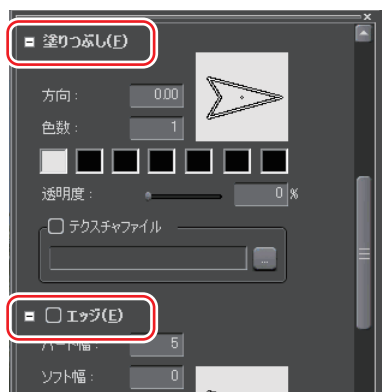 塗りつぶし(F)
方向： 0.00
色数： 1
透明度： 0 %
テクスチャファイル
...
エッジ(E)
ハード幅： 5
ソフト幅： 0